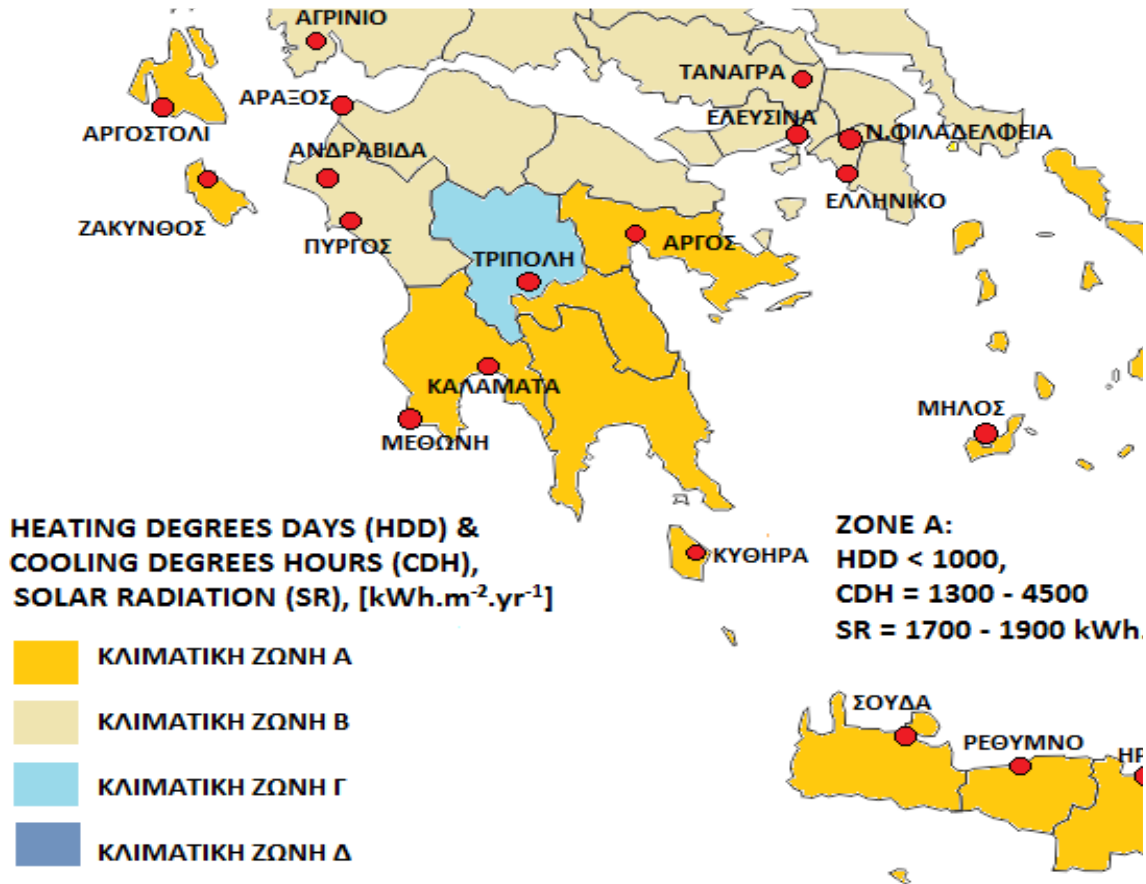 ΑΓΡΙΝΙΟ
ΤΑΝΑΓΡΑ
ΑΡΑΞΟΣ
ΕΛΕΥΣΙΝΑ
ΑΡΓΟΣΤΟΛΙ
Ν.ΦΙΛΑΔΕΛΦΕΙΑ
ΑΝΔΡΑΒΙΔΑ
ΕΛΛΗΝΙΚΟ
ΖΑΚΥΝΘΟΣ
ΠΥΡΓΟΣ
ΑΡΓΟΣ
ΤΡΙΠΟΛΗ
ΚΑΛΑΜΑΤΑ
ΜΗΛΟΣ
ΜΕΘΩΝΗ
HEATING DEGREES DAYS (HDD) &
COOLING DEGREES HOURS (CDH),
SOLAR RADIATION (SR), [kWh.m⁻².yr⁻¹]
ΚΥΘΗΡΑ
ZONE A:
HDD < 1000,
CDH = 1300 - 4500
SR = 1700 - 1900 kWh.
ΚΛΙΜΑΤΙΚΗ ΖΩΝΗ Α
ΚΛΙΜΑΤΙΚΗ ΖΩΝΗ Β
ΚΛΙΜΑΤΙΚΗ ΖΩΝΗ Γ
ΚΛΙΜΑΤΙΚΗ ΖΩΝΗ Δ
ΣΟΥΔΑ
ΡΕΘΥΜΝΟ